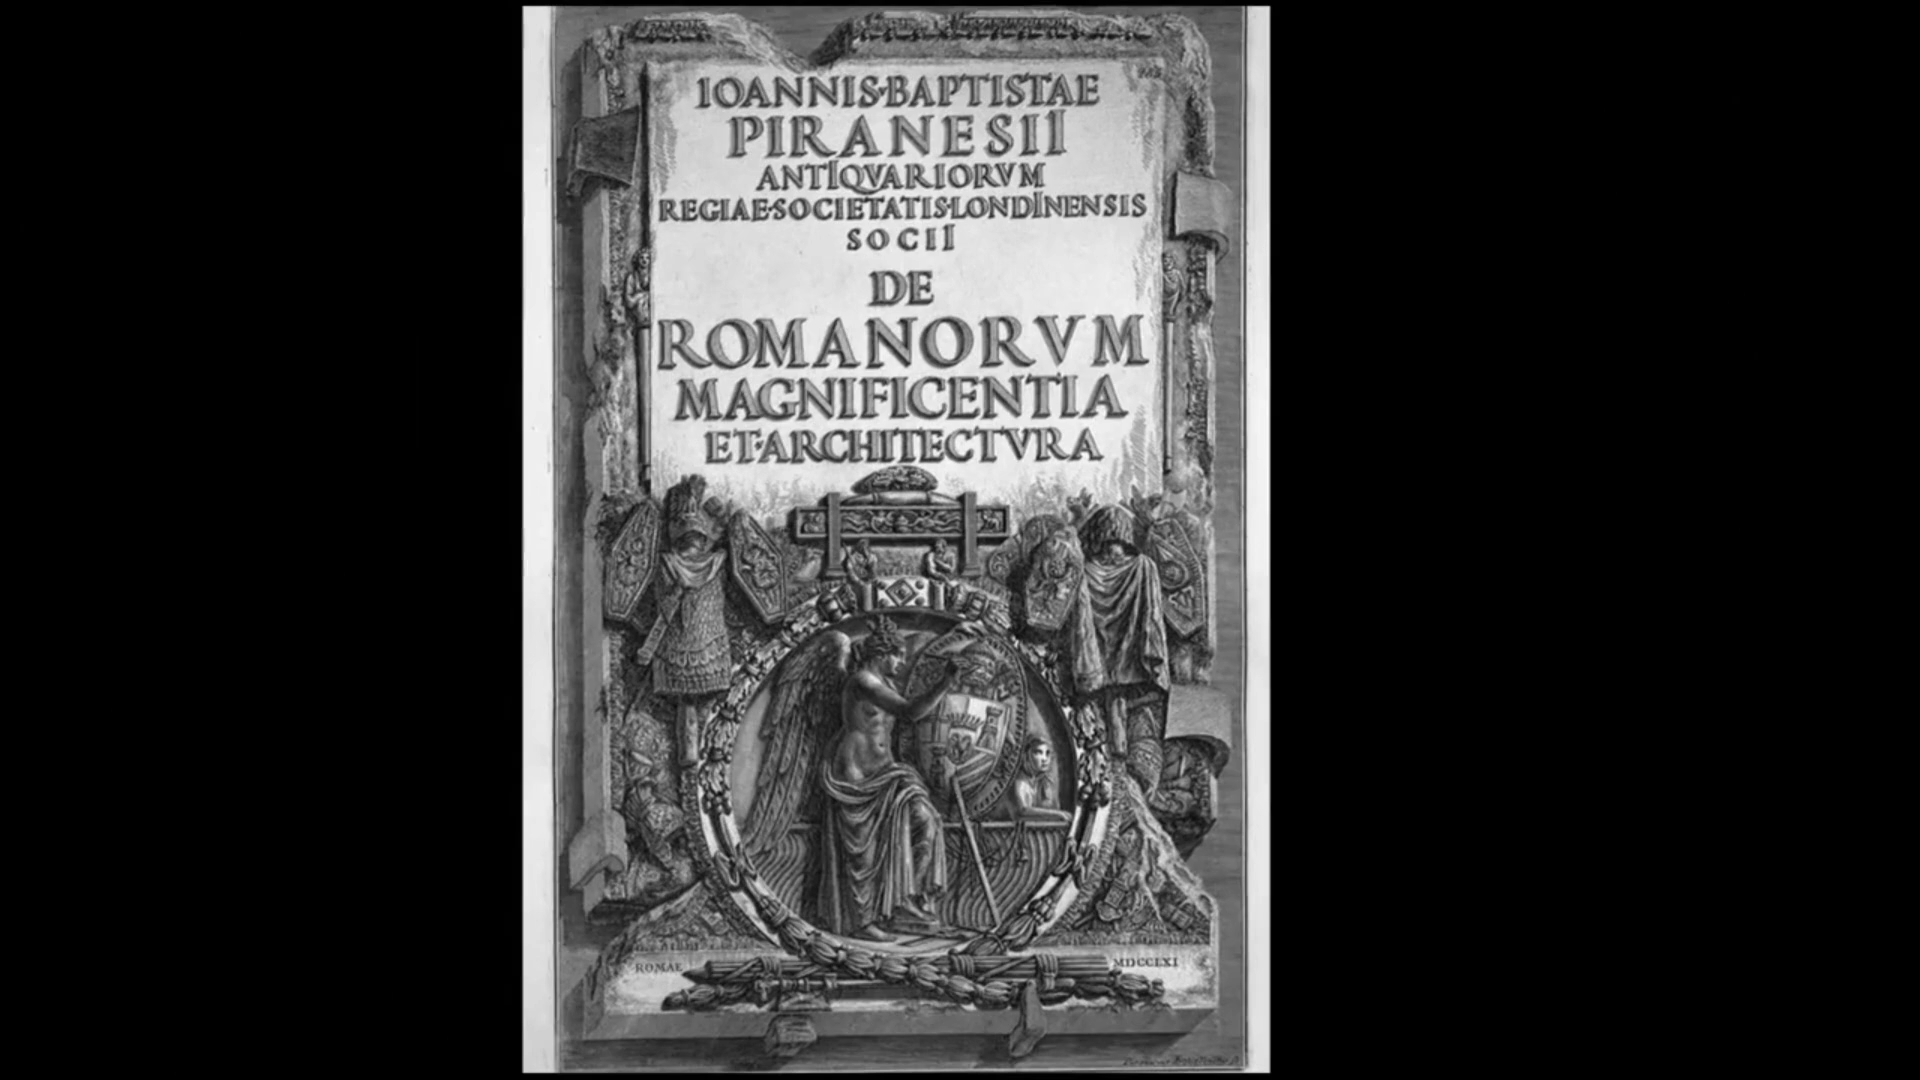 IOANNIS·BAPTISTAE
PIRANESII
ANTIQVARIORVM
REGIAE·SOCIETATIS·LONDINENSIS
SOCII
DE
ROMANORVM
MAGNIFICENTIA
ET·ARCHITECTVRA
ROMAE
MDCCLXI